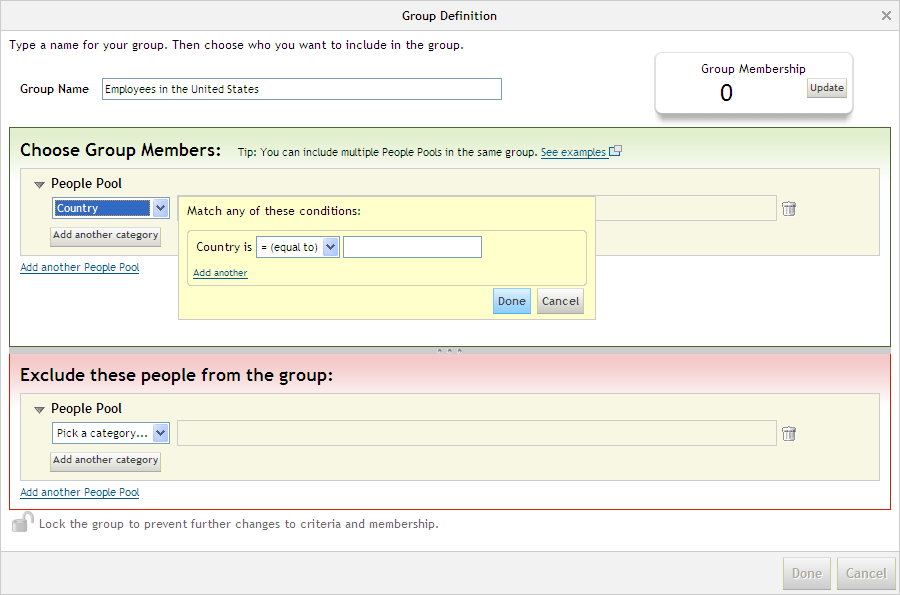 Group Definition
Type a name for your group. Then choose who you want to include in the group.
Group Membership
0
Update
Group Name
Employees in the United States
Choose Group Members:
Tip: You can include multiple People Pools in the same group. See examples
People Pool
Country
Add another category
Add another People Pool
Match any of these conditions:
Country is = (equal to)
Add another
Done Cancel
Exclude these people from the group:
People Pool
Pick a category...
Add another category
Add another People Pool
Lock the group to prevent further changes to criteria and membership.
Done Cancel